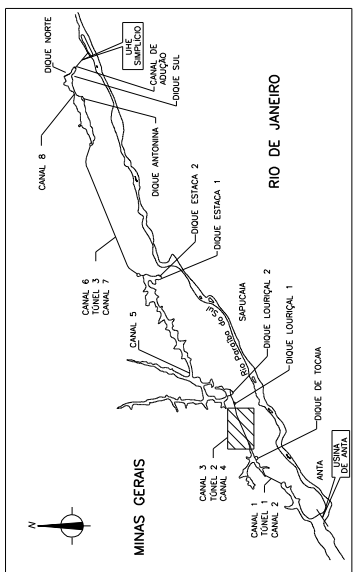 N
MINAS GERAIS
RIO DE JANEIRO
DIQUE NORTE
UHE
SIMPLÍCIO
CANAL DE
ADUÇÃO
DIQUE SUL
CANAL 8
DIQUE ANTONINA
CANAL 6
TÚNEL 3
CANAL 7
DIQUE ESTACA 2
DIQUE ESTACA 1
CANAL 5
SAPUCAIA
Rio Paraíba do Sul
DIQUE LOURIÇAL 2
DIQUE LOURIÇAL 1
CANAL 3
TÚNEL 2
CANAL 4
DIQUE DE TOCAIA
CANAL 1
TÚNEL 1
CANAL 2
ANTA
USINA
DE ANTA